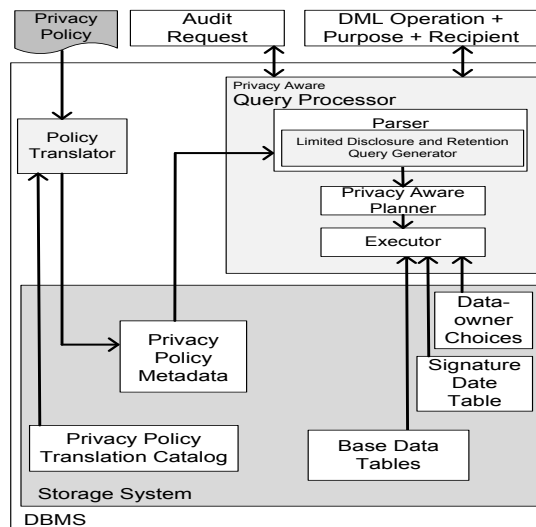 Privacy
Policy
Audit
Request
DML Operation +
Purpose + Recipient
Privacy Aware
Query Processor
Parser
Limited Disclosure and Retention
Query Generator
Policy
Translator
Privacy Aware
Planner
Executor
Data-
owner
Choices
Privacy
Policy
Metadata
Signature
Date
Table
Privacy Policy
Translation Catalog
Base Data
Tables
Storage System
DBMS